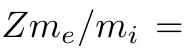 Zm_e/m_i =